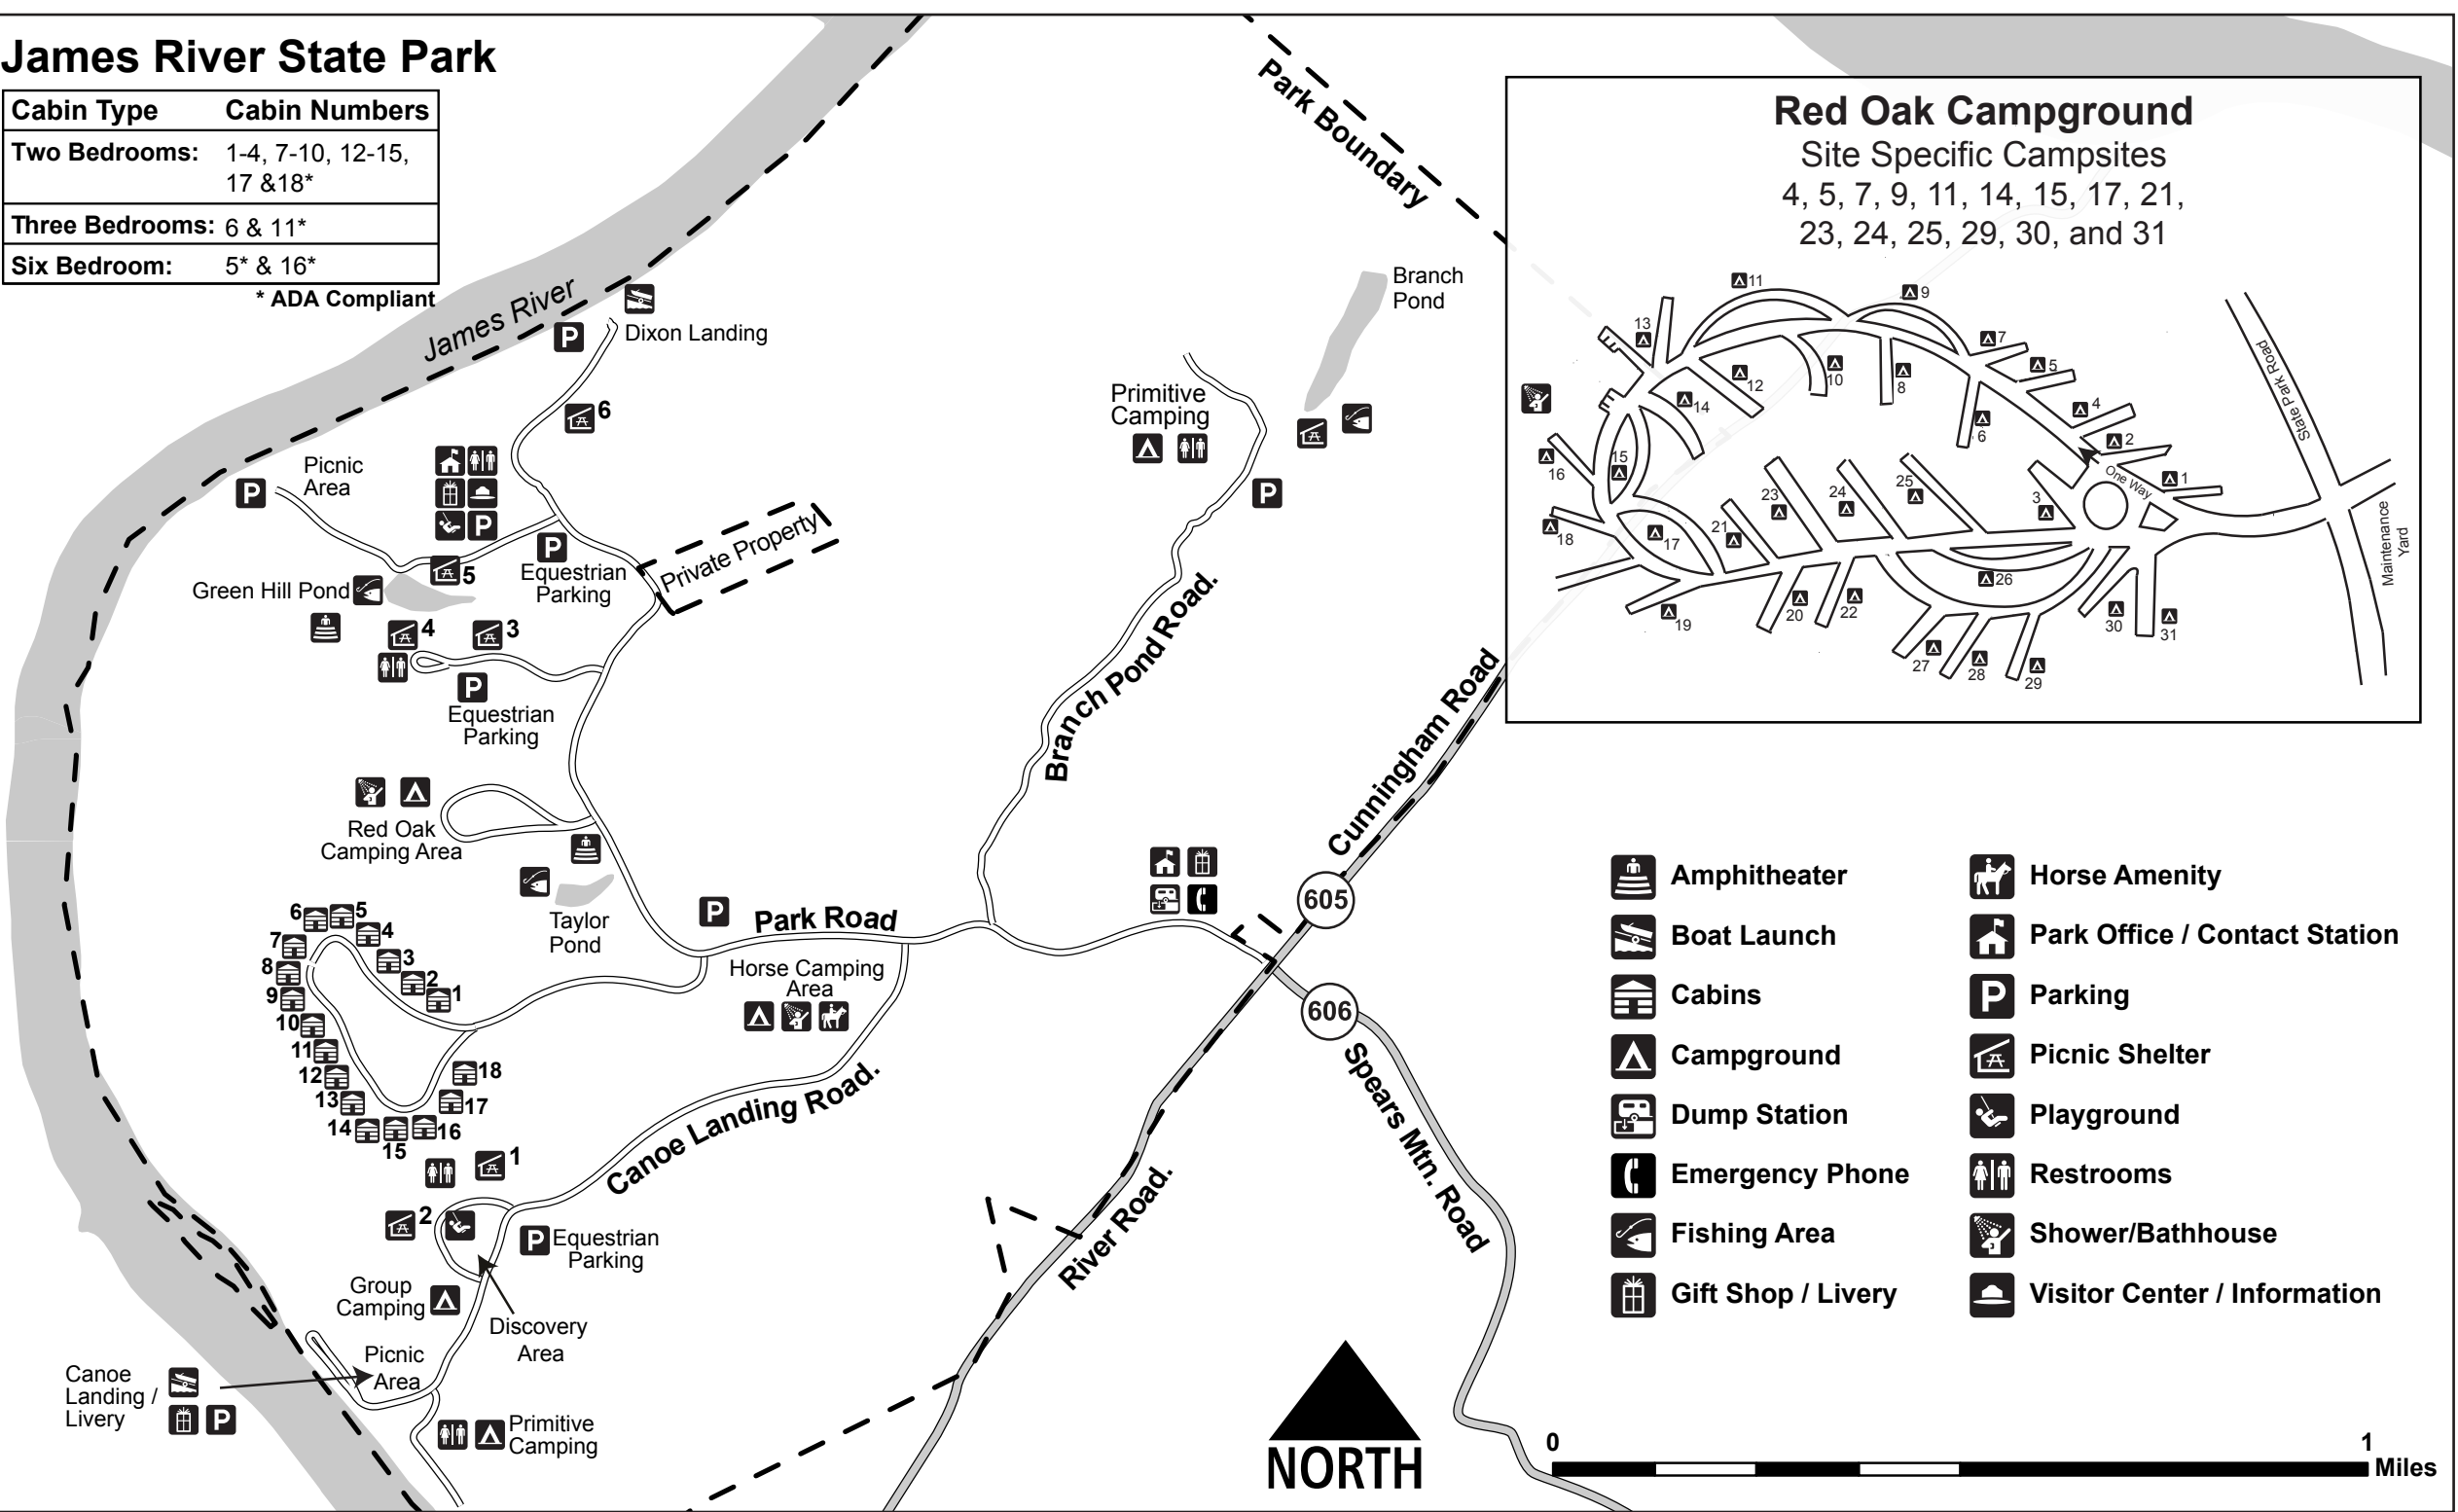 James River State Park
Cabin Type Cabin Numbers
Two Bedrooms: 1-4, 7-10, 12-15,
17 &18*
Three Bedrooms: 6 & 11*
Six Bedroom: 5* & 16*
* ADA Compliant
James River
Dixon Landing
P
6
Picnic
Area
P
P
P
Equestrian
Parking
Private Property
5
Green Hill Pond
4
3
P
Equestrian
Parking
Red Oak
Camping Area
Taylor
Pond
P
Park Road
Park Boundary
Branch
Pond
Primitive
Camping
P
Branch Pond Road.
Cunningham Road
605
606
Spears Mtn. Road
River Road.
Horse Camping
Area
Canoe Landing Road.
6
5
4
3
2
1
7
8
9
10
11
12
13
14
15
16
17
18
1
2
P
Equestrian
Parking
Group
Camping
Discovery
Area
Picnic
Area
Canoe
Landing /
Livery
P
Primitive
Camping
Red Oak Campground
Site Specific Campsites
4, 5, 7, 9, 11, 14, 15, 17, 21,
23, 24, 25, 29, 30, and 31
11
9
13
7
5
12
10
8
14
4
6
2
15
16
1
One Way
State Park Road
Maintenance
Yard
25
24
23
3
21
18
17
26
20
22
19
30
31
27
28
29
Amphitheater
Boat Launch
Cabins
Campground
Dump Station
Emergency Phone
Fishing Area
Gift Shop / Livery
Horse Amenity
Park Office / Contact Station
P
Parking
Picnic Shelter
Playground
Restrooms
Shower/Bathhouse
Visitor Center / Information
NORTH
0
1
Miles